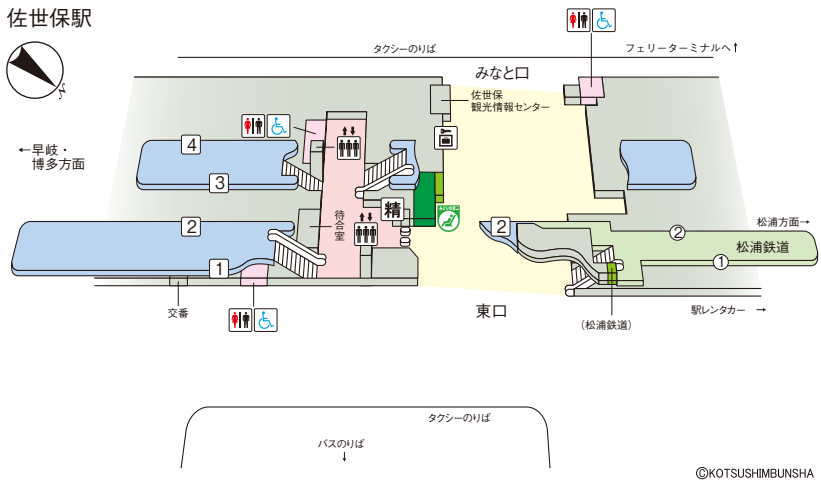 佐世保駅
タクシーのりば
フェリーターミナルへ↑
みなと口
佐世保
観光情報センター
←早岐・
博多方面
4
3
2
1
待合室
精
2
松浦方面→
②
松浦鉄道
①
交番
東口
(松浦鉄道)
駅レンタカー →
タクシーのりば
バスのりば
↓
©KOTSUSHIMBUNSHA